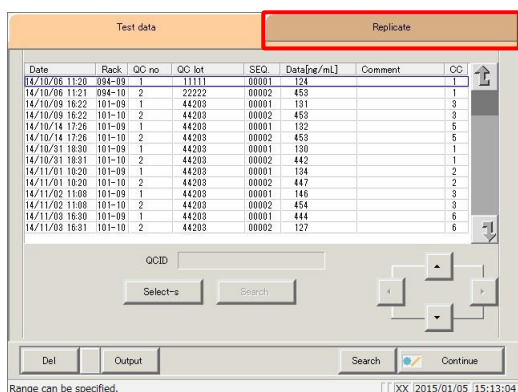 Test data Replicate
Date Rack QC no QC lot SEQ. Data[ng/mL] Comment CC
14/10/06 11:20 094-09 1 11111 00001 124 1
14/10/06 11:21 094-10 2 22222 00002 453 1
14/10/09 16:22 101-09 1 44203 00001 131 3
14/10/09 16:22 101-10 2 44203 00002 453 3
14/10/14 17:26 101-09 1 44203 00001 132 5
14/10/14 17:26 101-10 2 44203 00002 453 5
14/10/31 18:30 101-09 1 44203 00001 130 1
14/10/31 18:31 101-10 2 44203 00002 442 1
14/11/01 10:20 101-09 1 44203 00001 134 2
14/11/01 10:20 101-10 2 44203 00002 447 2
14/11/02 11:08 101-09 1 44203 00001 146 3
14/11/02 11:08 101-10 2 44203 00002 454 3
14/11/03 16:30 101-09 1 44203 00001 444 6
14/11/03 16:31 101-10 2 44203 00002 127 6
QCID
Select-s Search
Del Output Search Continue
Range can be specified. XX 2015/01/05 15:13:04